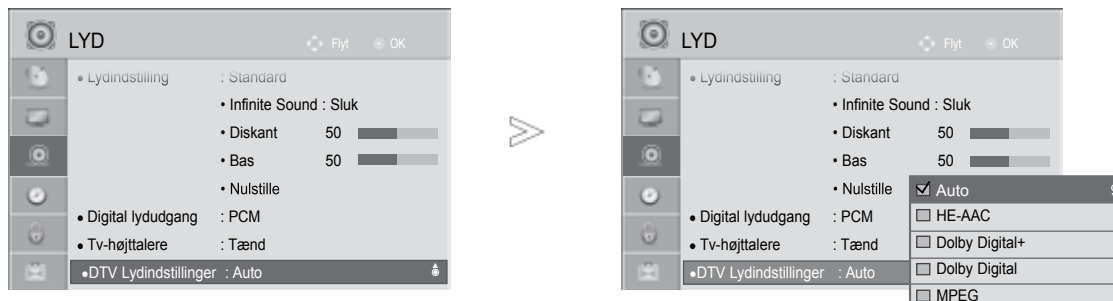 LYD
Flyt OK
• Lydindstilling : Standard
• Infinite Sound : Sluk
• Diskant 50
• Bas 50
• Nulstille
• Digital lydudgang : PCM
• Tv-højttalere : Tænd
•DTV Lydindstillinger : Auto
LYD
Flyt OK
• Lydindstilling : Standard
• Infinite Sound : Sluk
• Diskant 50
• Bas 50
• Nulstille
• Digital lydudgang : PCM
• Tv-højttalere : Tænd
•DTV Lydindstillinger : Auto
Auto
HE-AAC
Dolby Digital+
Dolby Digital
MPEG